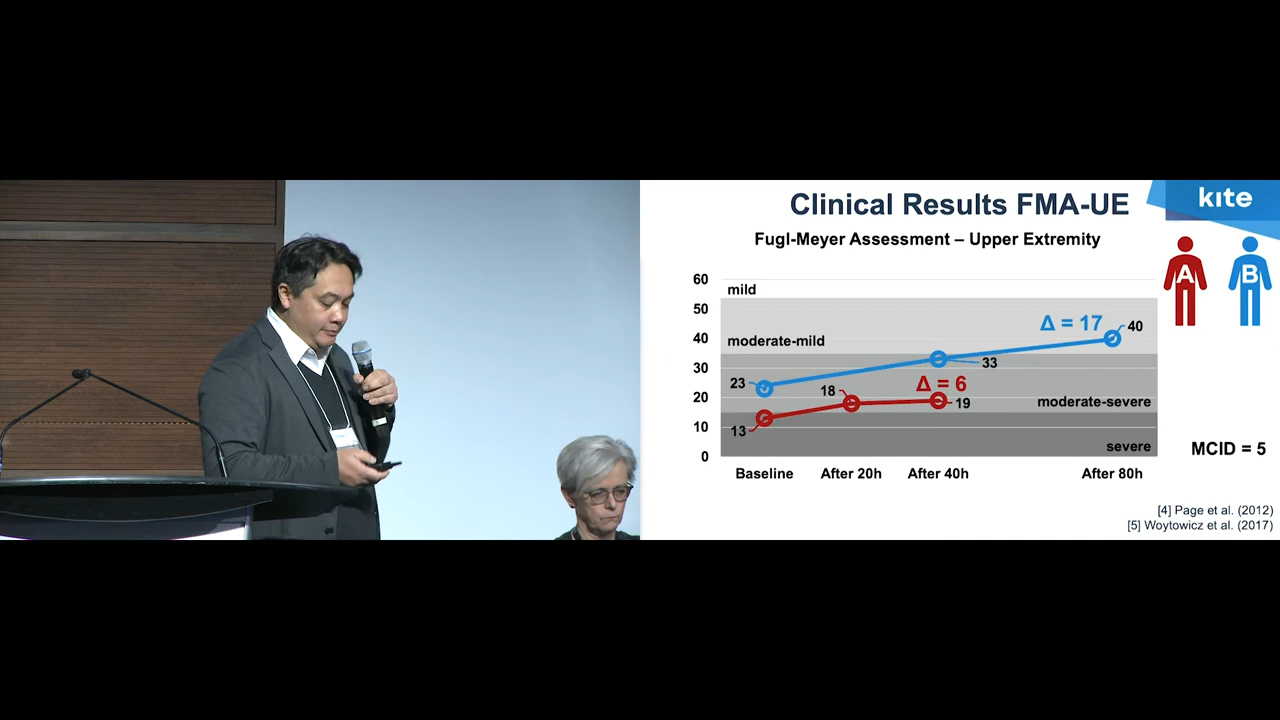 Clinical Results FMA-UE
kite
Fugl-Meyer Assessment – Upper Extremity
A
B
60
50
40
30
20
10
0
mild
moderate-mild
moderate-severe
severe
23
33
Δ = 17
40
13
18
Δ = 6
19
Baseline
After 20h
After 40h
After 80h
MCID = 5
[4] Page et al. (2012)
[5] Woytowicz et al. (2017)